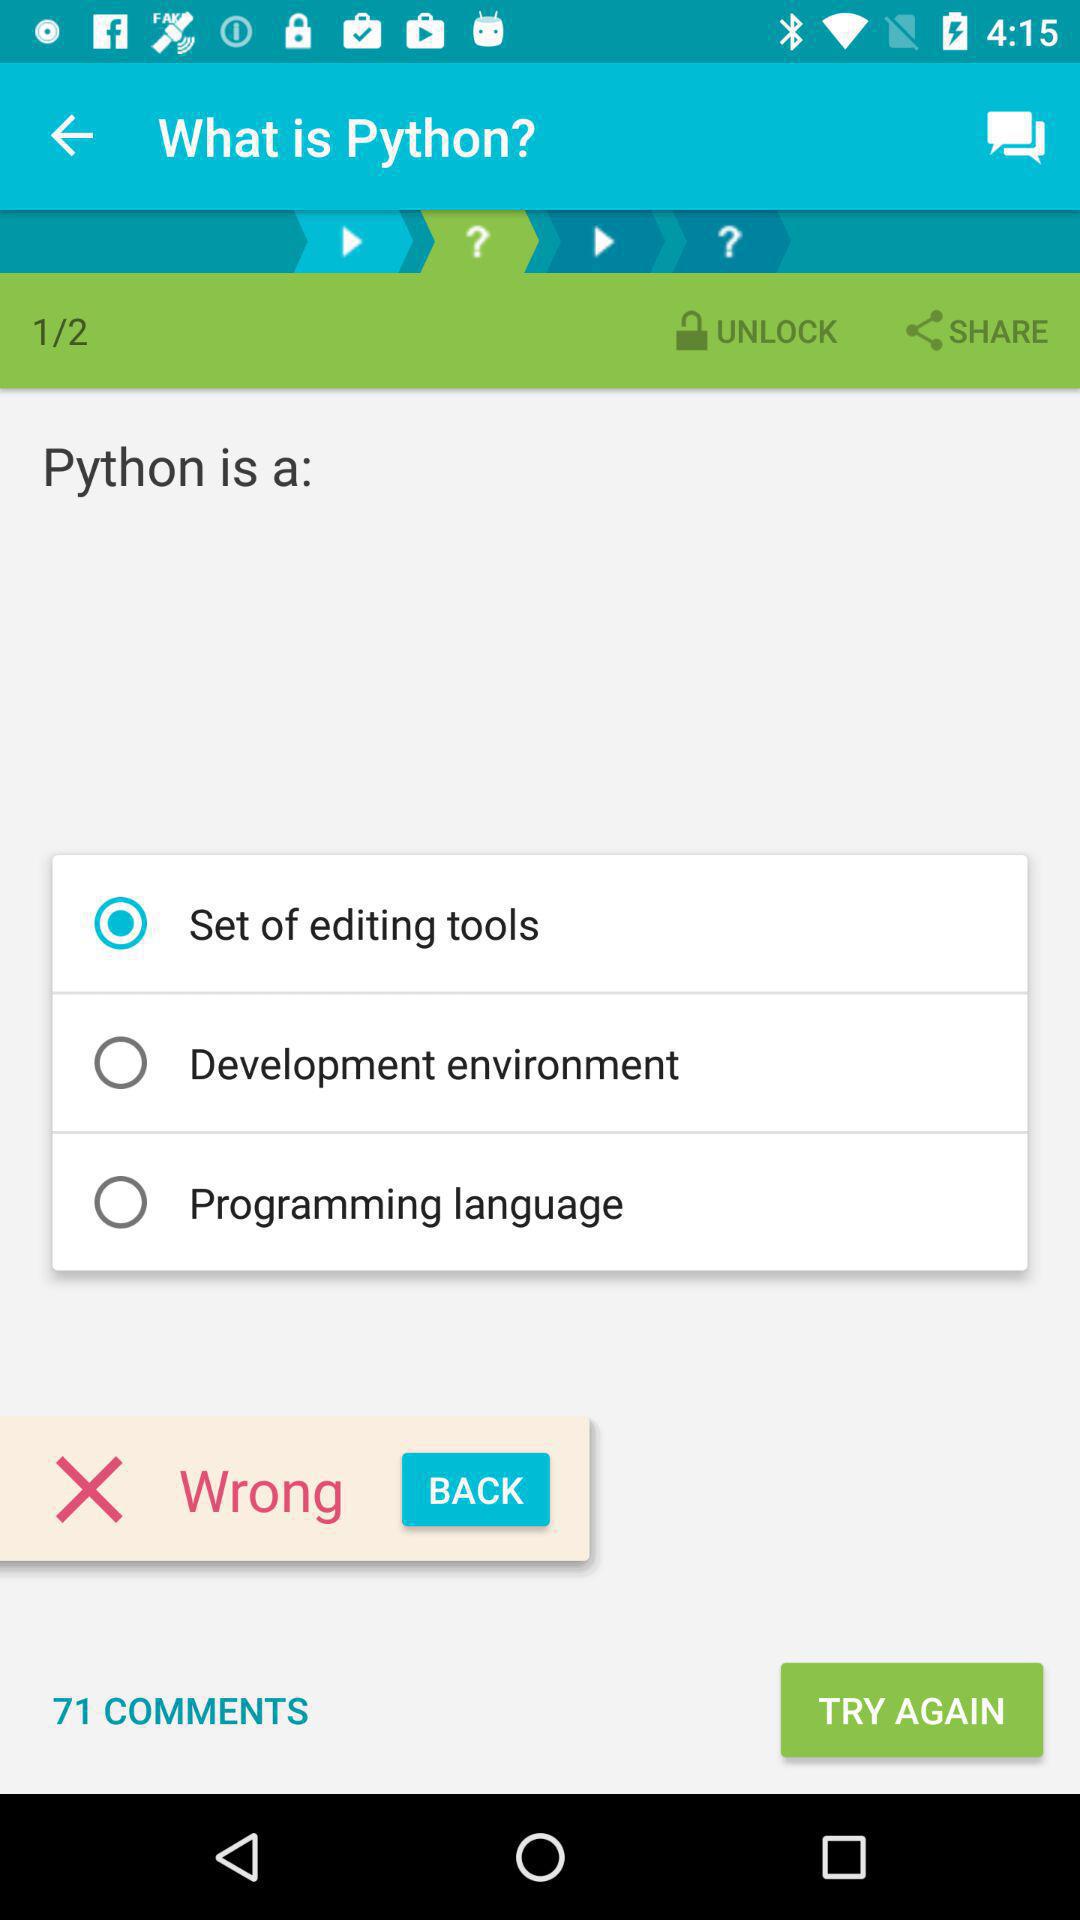 FAKE
4:15
What is Python?
?
?
1/2
UNLOCK
SHARE
Python is a:
Set of editing tools
Development environment
Programming language
Wrong
BACK
71 COMMENTS
TRY AGAIN